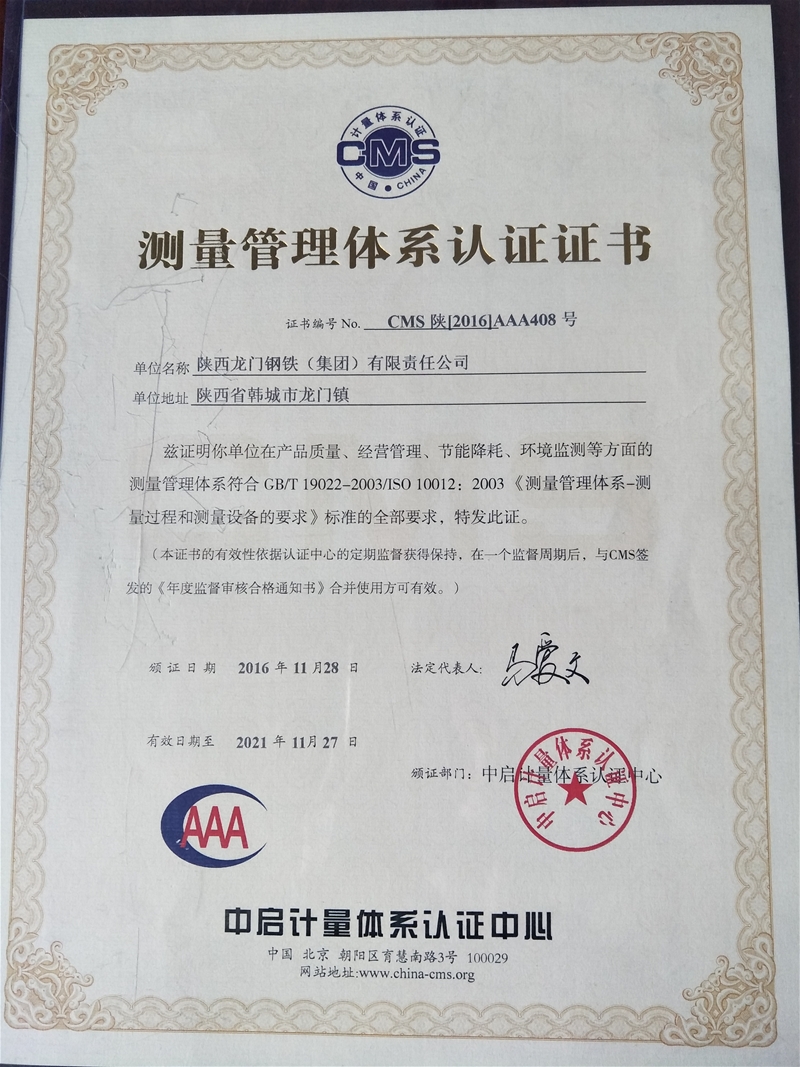 计量体系认证
CMS
中国●CHINA
测量管理体系认证证书
证书编号 No. CMS 陕[2016]AAA408 号
单位名称 陕西龙门钢铁（集团）有限责任公司
单位地址 陕西省韩城市龙门镇
兹证明你单位在产品质量、经营管理、节能降耗、环境监测等方面的
测量管理体系符合 GB/T 19022-2003/ISO 10012：2003《测量管理体系-测
量过程和测量设备的要求》标准的全部要求，特发此证。
（本证书的有效性依据认证中心的定期监督获得保持，在一个监督周期后，与CMS签
发的《年度监督审核合格通知书》合并使用方可有效。）
颁证日期 2016 年 11 月 28 日
法定代表人：马爱文
有效日期至 2021 年 11 月 27 日
颁证部门：中启计量体系认证中心
中启计量体系认证中心
AAA
中启计量体系认证中心
中国 北京 朝阳区育慧南路3号 100029
网站地址:www.china-cms.org